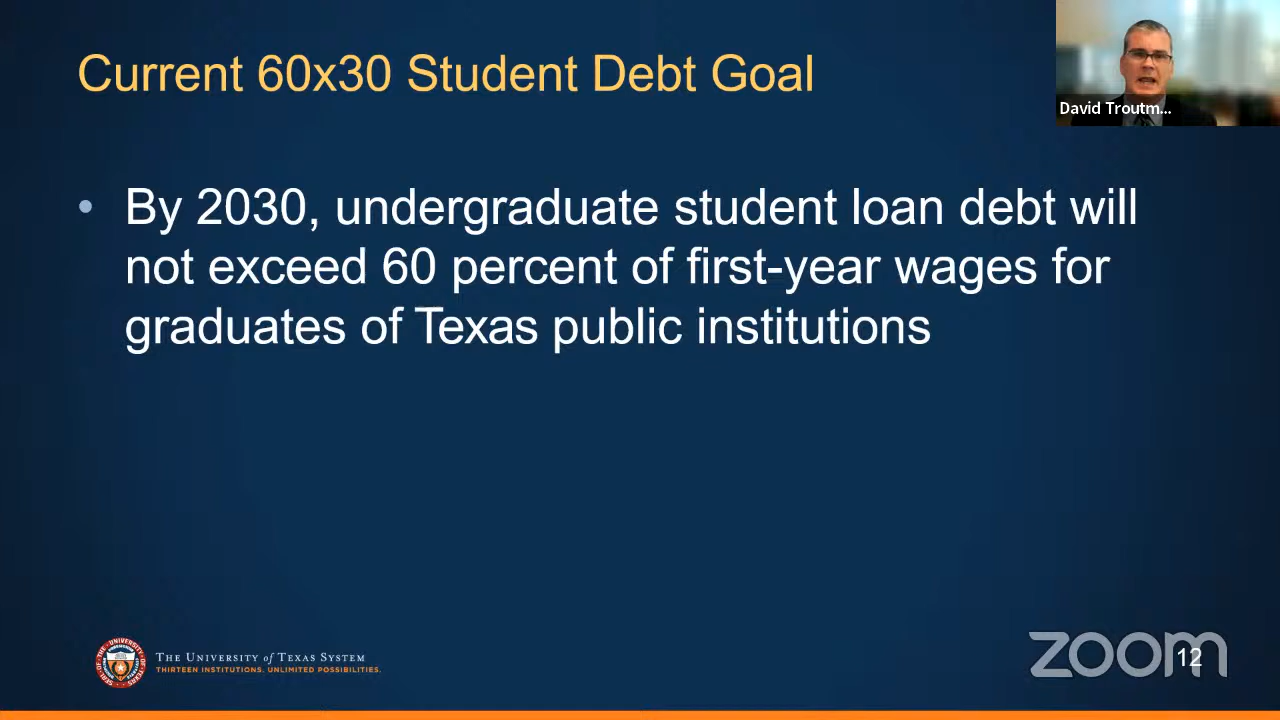 Current 60x30 Student Debt Goal
David Troutm...
• By 2030, undergraduate student loan debt will
not exceed 60 percent of first-year wages for
graduates of Texas public institutions
THE UNIVERSITY of TEXAS SYSTEM
THIRTEEN INSTITUTIONS. UNLIMITED POSSIBILITIES.
zoom
12